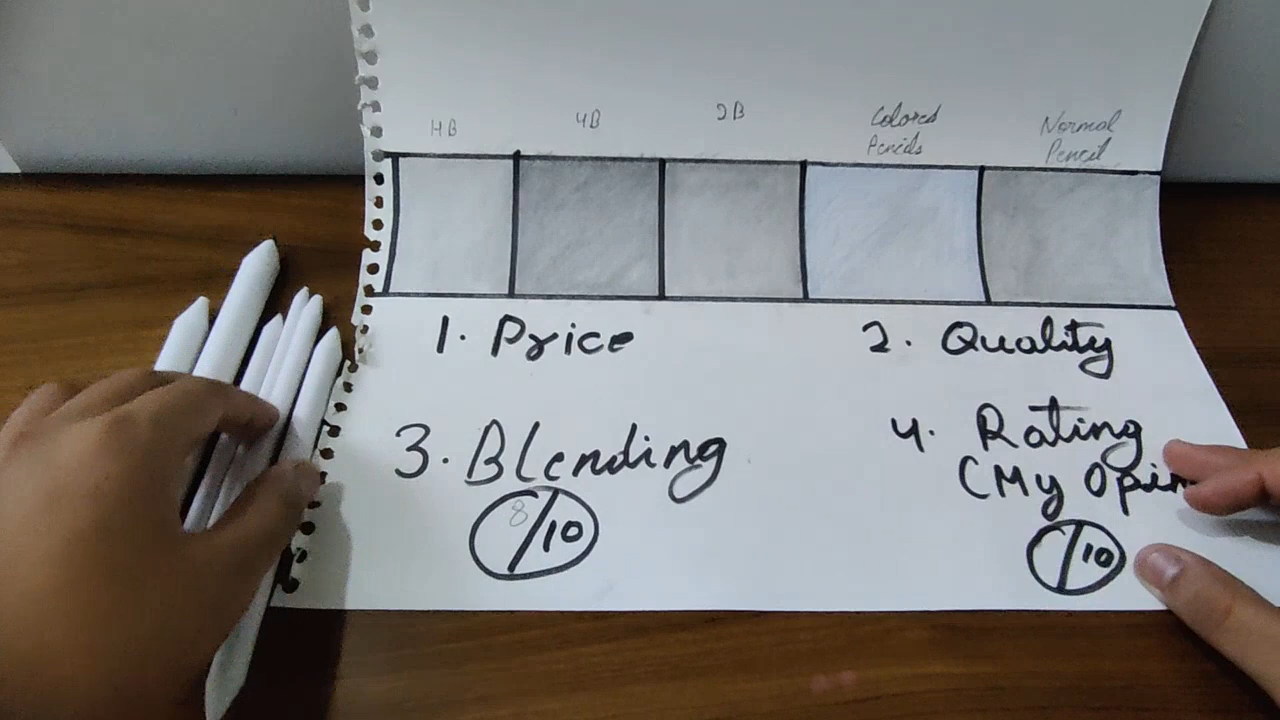 HB
4B
2B
Colored
Pencils
Normal
Pencil
1. Price
2. Quality
3. Blending
8/10
4. Rating
(My Opin
/10